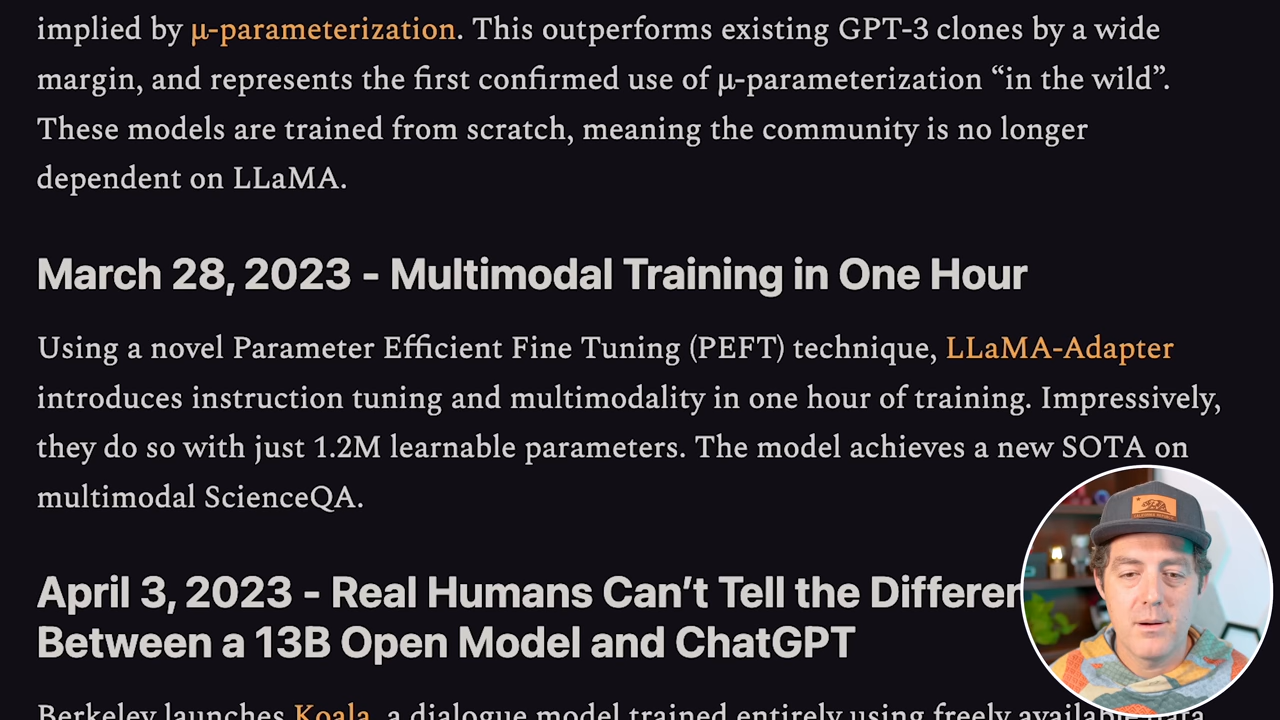 implied by µ-parameterization. This outperforms existing GPT-3 clones by a wide
margin, and represents the first confirmed use of µ-parameterization “in the wild”.
These models are trained from scratch, meaning the community is no longer
dependent on LLaMA.
March 28, 2023 - Multimodal Training in One Hour
Using a novel Parameter Efficient Fine Tuning (PEFT) technique, LLaMA-Adapter
introduces instruction tuning and multimodality in one hour of training. Impressively,
they do so with just 1.2M learnable parameters. The model achieves a new SOTA on
multimodal ScienceQA.
April 3, 2023 - Real Humans Can’t Tell the Differen
Between a 13B Open Model and ChatGPT
Berkeley launches Koala, a dialogue model trained entirely using freely available data.